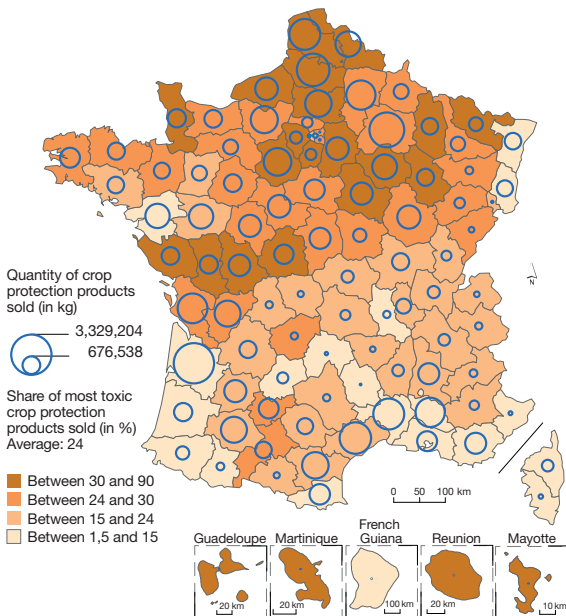 N
Quantity of crop
protection products
sold (in kg)
3,329,204
676,538
Share of most toxic
crop protection
products sold (in %)
Average: 24
Between 30 and 90
Between 24 and 30
Between 15 and 24
Between 1,5 and 15
0 50 100 km
Guadeloupe
20 km
Martinique
20 km
French
Guiana
100 km
Reunion
20 km
Mayotte
10 km